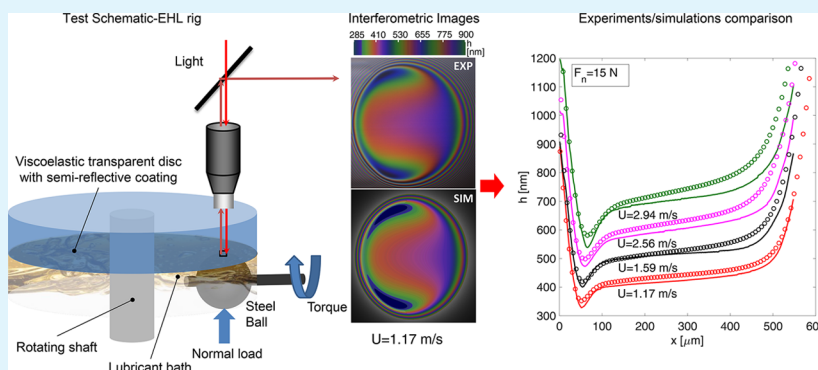 Test Schematic-EHL rig
Light
Viscoelastic transparent disc
with semi-reflective coating
Steel
Ball
Torque
Rotating shaft
Lubricant bath
Normal load
Interferometric Images
285 410 530 655 775 900
h
[nm]
EXP
SIM
U=1.17 m/s
Experiments/simulations comparison
Fn=15 N
h [nm]
1200
1100
1000
900
800
700
600
500
400
300
U=2.94 m/s
U=2.56 m/s
U=1.59 m/s
U=1.17 m/s
0 100 200 300 400 500 60
x [μm]